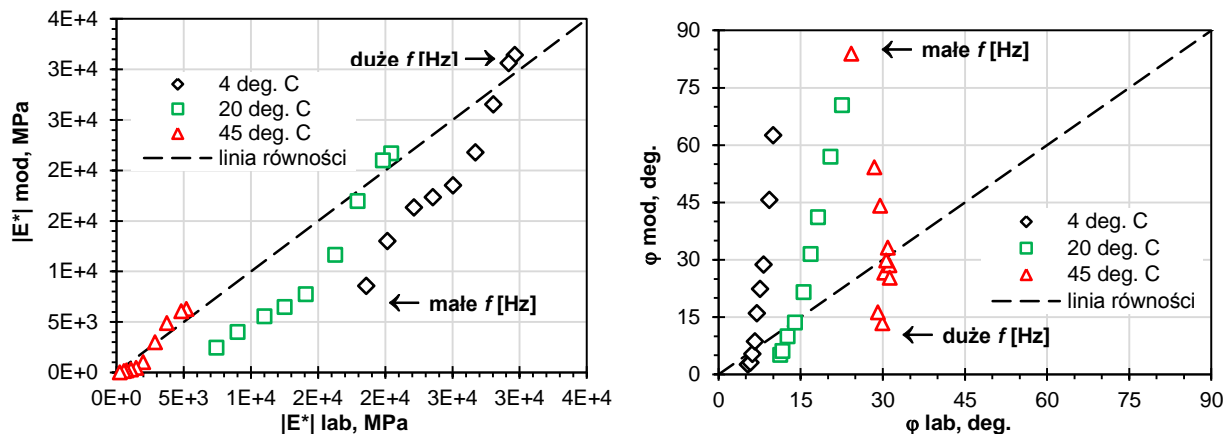 4E+4
3E+4
3E+4
2E+4
2E+4
1E+4
5E+3
0E+0
0E+0
5E+3
1E+4
2E+4
2E+4
3E+4
3E+4
4E+4
|E*| mod, MPa
|E*| lab, MPa
duże f [Hz]
4 deg. C
20 deg. C
45 deg. C
linia równości
małe f [Hz]
90
75
60
45
30
15
0
0
15
30
45
60
75
90
φ mod, deg.
φ lab, deg.
małe f [Hz]
4 deg. C
20 deg. C
45 deg. C
linia równości
duże f [Hz]